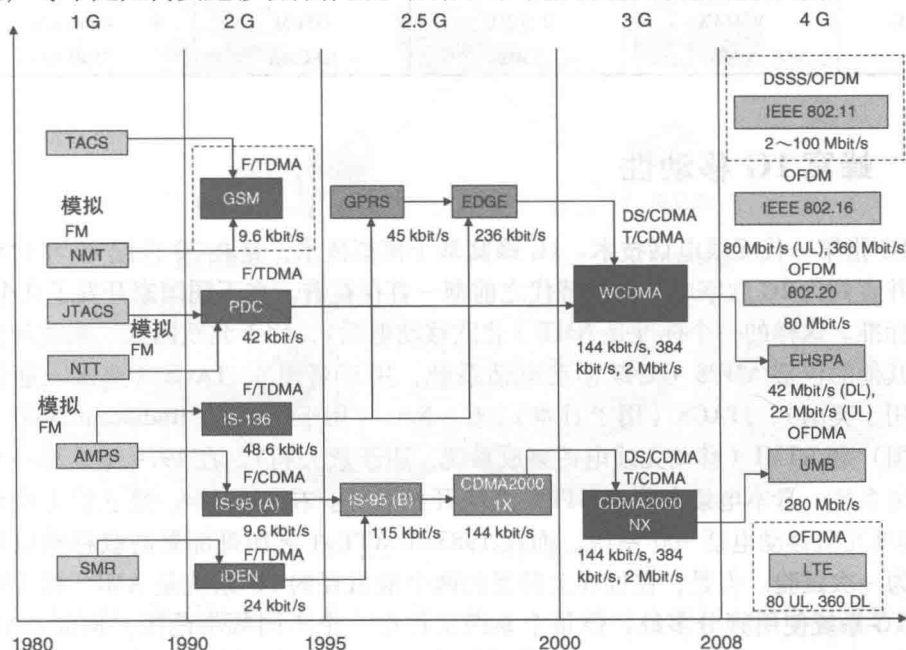 1 G
2 G
2.5 G
3 G
4 G
DSSS/OFDM
IEEE 802.11
2～100 Mbit/s
TACS
F/TDMA
GSM
9.6 kbit/s
GPRS
45 kbit/s
EDGE
236 kbit/s
OFDM
IEEE 802.16
80 Mbit/s (UL),360 Mbit/s
模拟
FM
NMT
DS/CDMA
T/CDMA
WCDMA
144 kbit/s, 384
kbit/s, 2 Mbit/s
F/TDMA
PDC
42 kbit/s
JTACS
模拟
FM
NTT
OFDM
802.20
80 Mbit/s
EHSPA
42 Mbit/s (DL),
22 Mbit/s (UL)
模拟
FM
AMPS
F/TDMA
IS-136
48.6 kbit/s
F/CDMA
IS-95 (A)
9.6 kbit/s
IS-95 (B)
115 kbit/s
CDMA2000
1X
144 kbit/s
DS/CDMA
T/CDMA
CDMA2000
NX
144 kbit/s, 384
kbit/s, 2 Mbit/s
OFDMA
UMB
280 Mbit/s
SMR
F/TDMA
iDEN
24 kbit/s
OFDMA
LTE
80 UL, 360 DL
1980
1990
1995
2000
2008